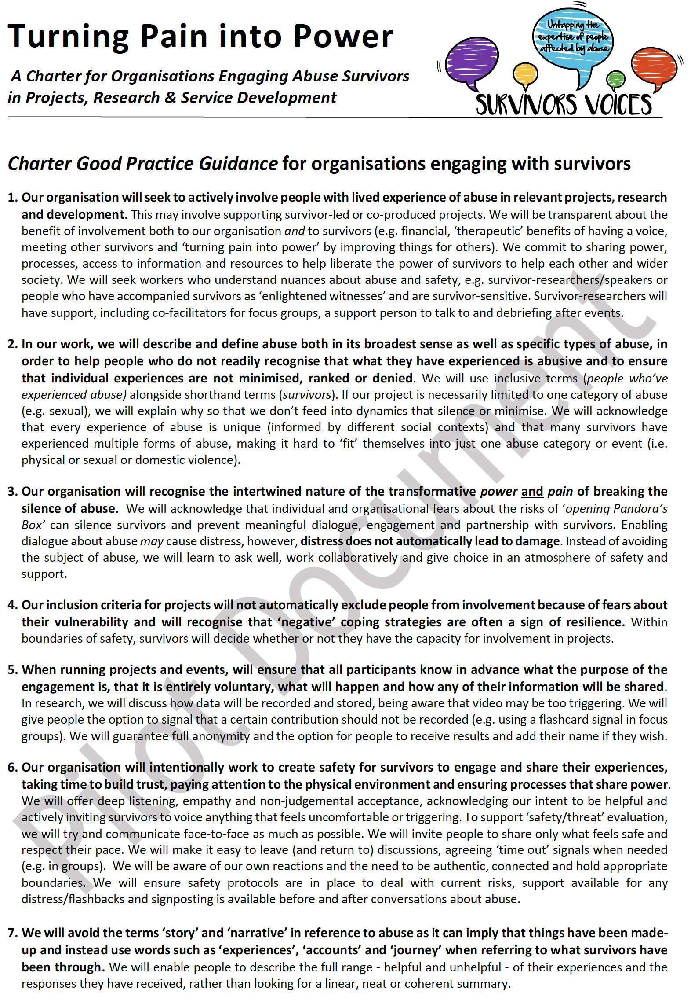 Turning Pain into Power
A Charter for Organisations Engaging Abuse Survivors
in Projects, Research & Service Development
Untapping the
expertise of people
affected by abuse
SURVIVORS VOICES
Charter Good Practice Guidance for organisations engaging with survivors
1. Our organisation will seek to actively involve people with lived experience of abuse in relevant projects, research
and development. This may involve supporting survivor-led or co-produced projects. We will be transparent about the
benefit of involvement both to our organisation and to survivors (e.g. financial, ‘therapeutic’ benefits of having a voice,
meeting other survivors and ‘turning pain into power’ by improving things for others). We commit to sharing power,
processes, access to information and resources to help liberate the power of survivors to help each other and wider
society. We will seek workers who understand nuances about abuse and safety, e.g. survivor-researchers/speakers or
people who have accompanied survivors as ‘enlightened witnesses’ and are survivor-sensitive. Survivor-researchers will
have support, including co-facilitators for focus groups, a support person to talk to and debriefing after events.
2. In our work, we will describe and define abuse both in its broadest sense as well as specific types of abuse, in
order to help people who do not readily recognise that what they have experienced is abusive and to ensure
that individual experiences are not minimised, ranked or denied. We will use inclusive terms (people who’ve
experienced abuse) alongside shorthand terms (survivors). If our project is necessarily limited to one category of abuse
(e.g. sexual), we will explain why so that we don’t feed into dynamics that silence or minimise. We will acknowledge
that every experience of abuse is unique (informed by different social contexts) and that many survivors have
experienced multiple forms of abuse, making it hard to ‘fit’ themselves into just one abuse category or event (i.e.
physical or sexual or domestic violence).
3. Our organisation will recognise the intertwined nature of the transformative power and pain of breaking the
silence of abuse. We will acknowledge that individual and organisational fears about the risks of ‘opening Pandora’s
Box’ can silence survivors and prevent meaningful dialogue, engagement and partnership with survivors. Enabling
dialogue about abuse may cause distress, however, distress does not automatically lead to damage. Instead of avoiding
the subject of abuse, we will learn to ask well, work collaboratively and give choice in an atmosphere of safety and
support.
4. Our inclusion criteria for projects will not automatically exclude people from involvement because of fears about
their vulnerability and will recognise that ‘negative’ coping strategies are often a sign of resilience. Within
boundaries of safety, survivors will decide whether or not they have the capacity for involvement in projects.
5. When running projects and events, will ensure that all participants know in advance what the purpose of the
engagement is, that it is entirely voluntary, what will happen and how any of their information will be shared.
In research, we will discuss how data will be recorded and stored, being aware that video may be too triggering. We will
give people the option to signal that a certain contribution should not be recorded (e.g. using a flashcard signal in focus
groups). We will guarantee full anonymity and the option for people to receive results and add their name if they wish.
6. Our organisation will intentionally work to create safety for survivors to engage and share their experiences,
taking time to build trust, paying attention to the physical environment and ensuring processes that share power.
We will offer deep listening, empathy and non-judgemental acceptance, acknowledging our intent to be helpful and
actively inviting survivors to voice anything that feels uncomfortable or triggering. To support ‘safety/threat’ evaluation,
we will try and communicate face-to-face as much as possible. We will invite people to share only what feels safe and
respect their pace. We will make it easy to leave (and return to) discussions, agreeing ‘time out’ signals when needed
(e.g. in groups). We will be aware of our own reactions and the need to be authentic, connected and hold appropriate
boundaries. We will ensure safety protocols are in place to deal with current risks, support available for any
distress/flashbacks and signposting is available before and after conversations about abuse.
7. We will avoid the terms ‘story’ and ‘narrative’ in reference to abuse as it can imply that things have been made-
up and instead use words such as ‘experiences’, ‘accounts’ and ‘journey’ when referring to what survivors have
been through. We will enable people to describe the full range - helpful and unhelpful - of their experiences and the
responses they have received, rather than looking for a linear, neat or coherent summary.
Pilot Document